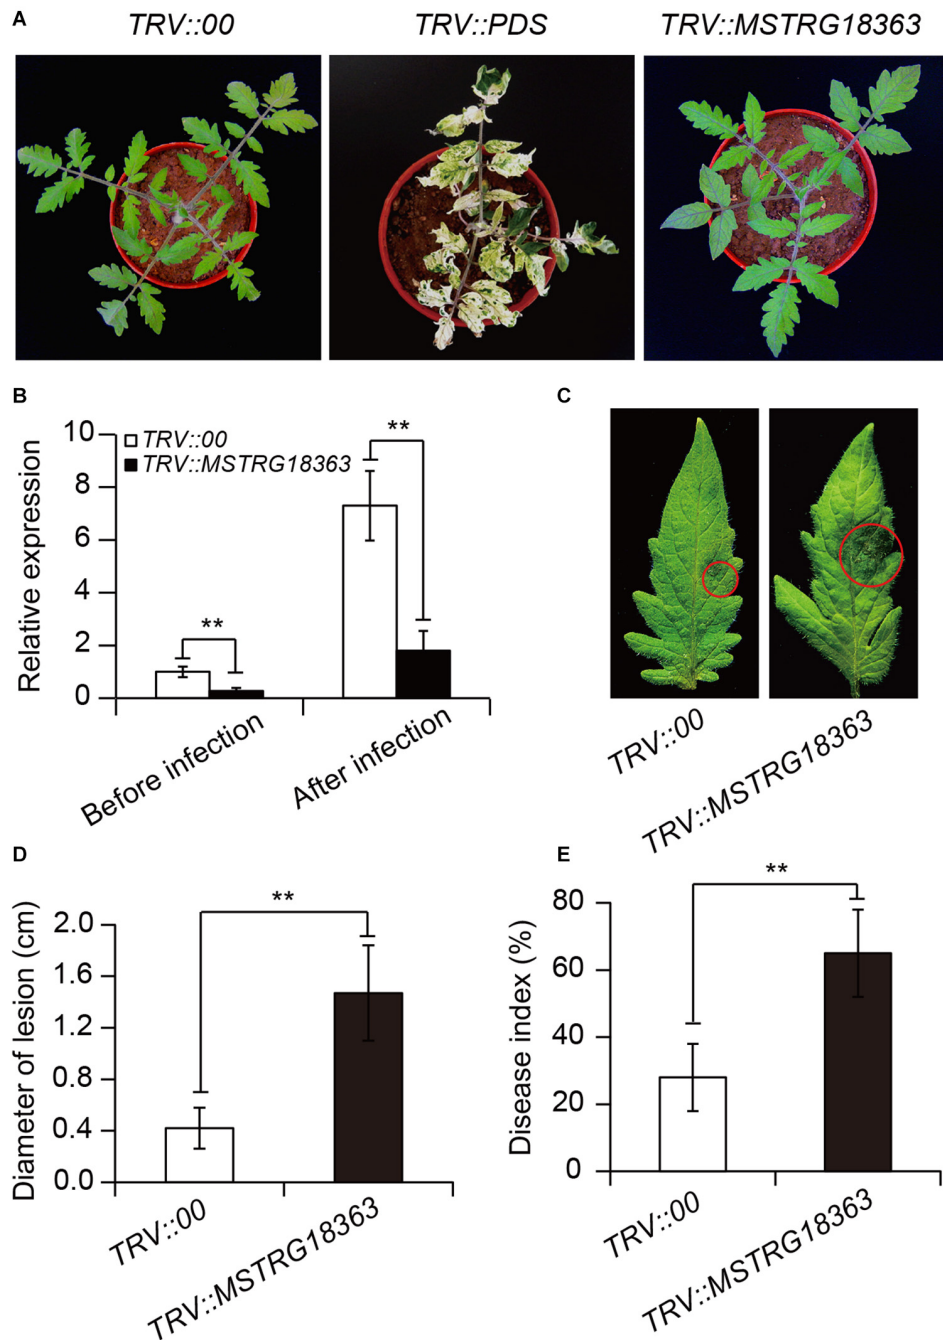 A
TRV::00 TRV::PDS TRV::MSTRG18363
B
Relative expression
10
8
6
4
2
0
TRV::00
TRV::MSTRG18363
**
**
Before infection After infection
C
TRV::00 TRV::MSTRG18363
D
Diameter of lesion (cm)
2.0
1.6
1.2
0.8
0.4
0.0
**
TRV::00 TRV::MSTRG18363
E
Disease index (%)
80
60
40
20
0
**
TRV::00 TRV::MSTRG18363